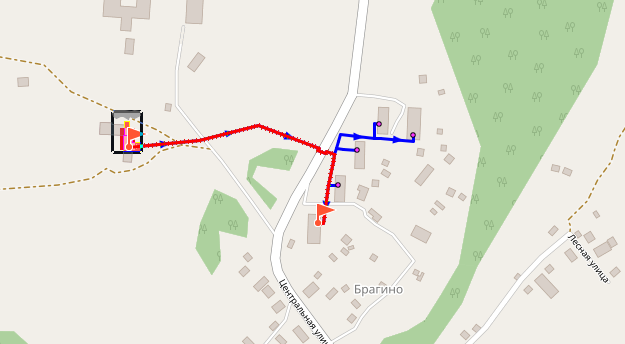 Лесная улица
Брагино
Центральная ули